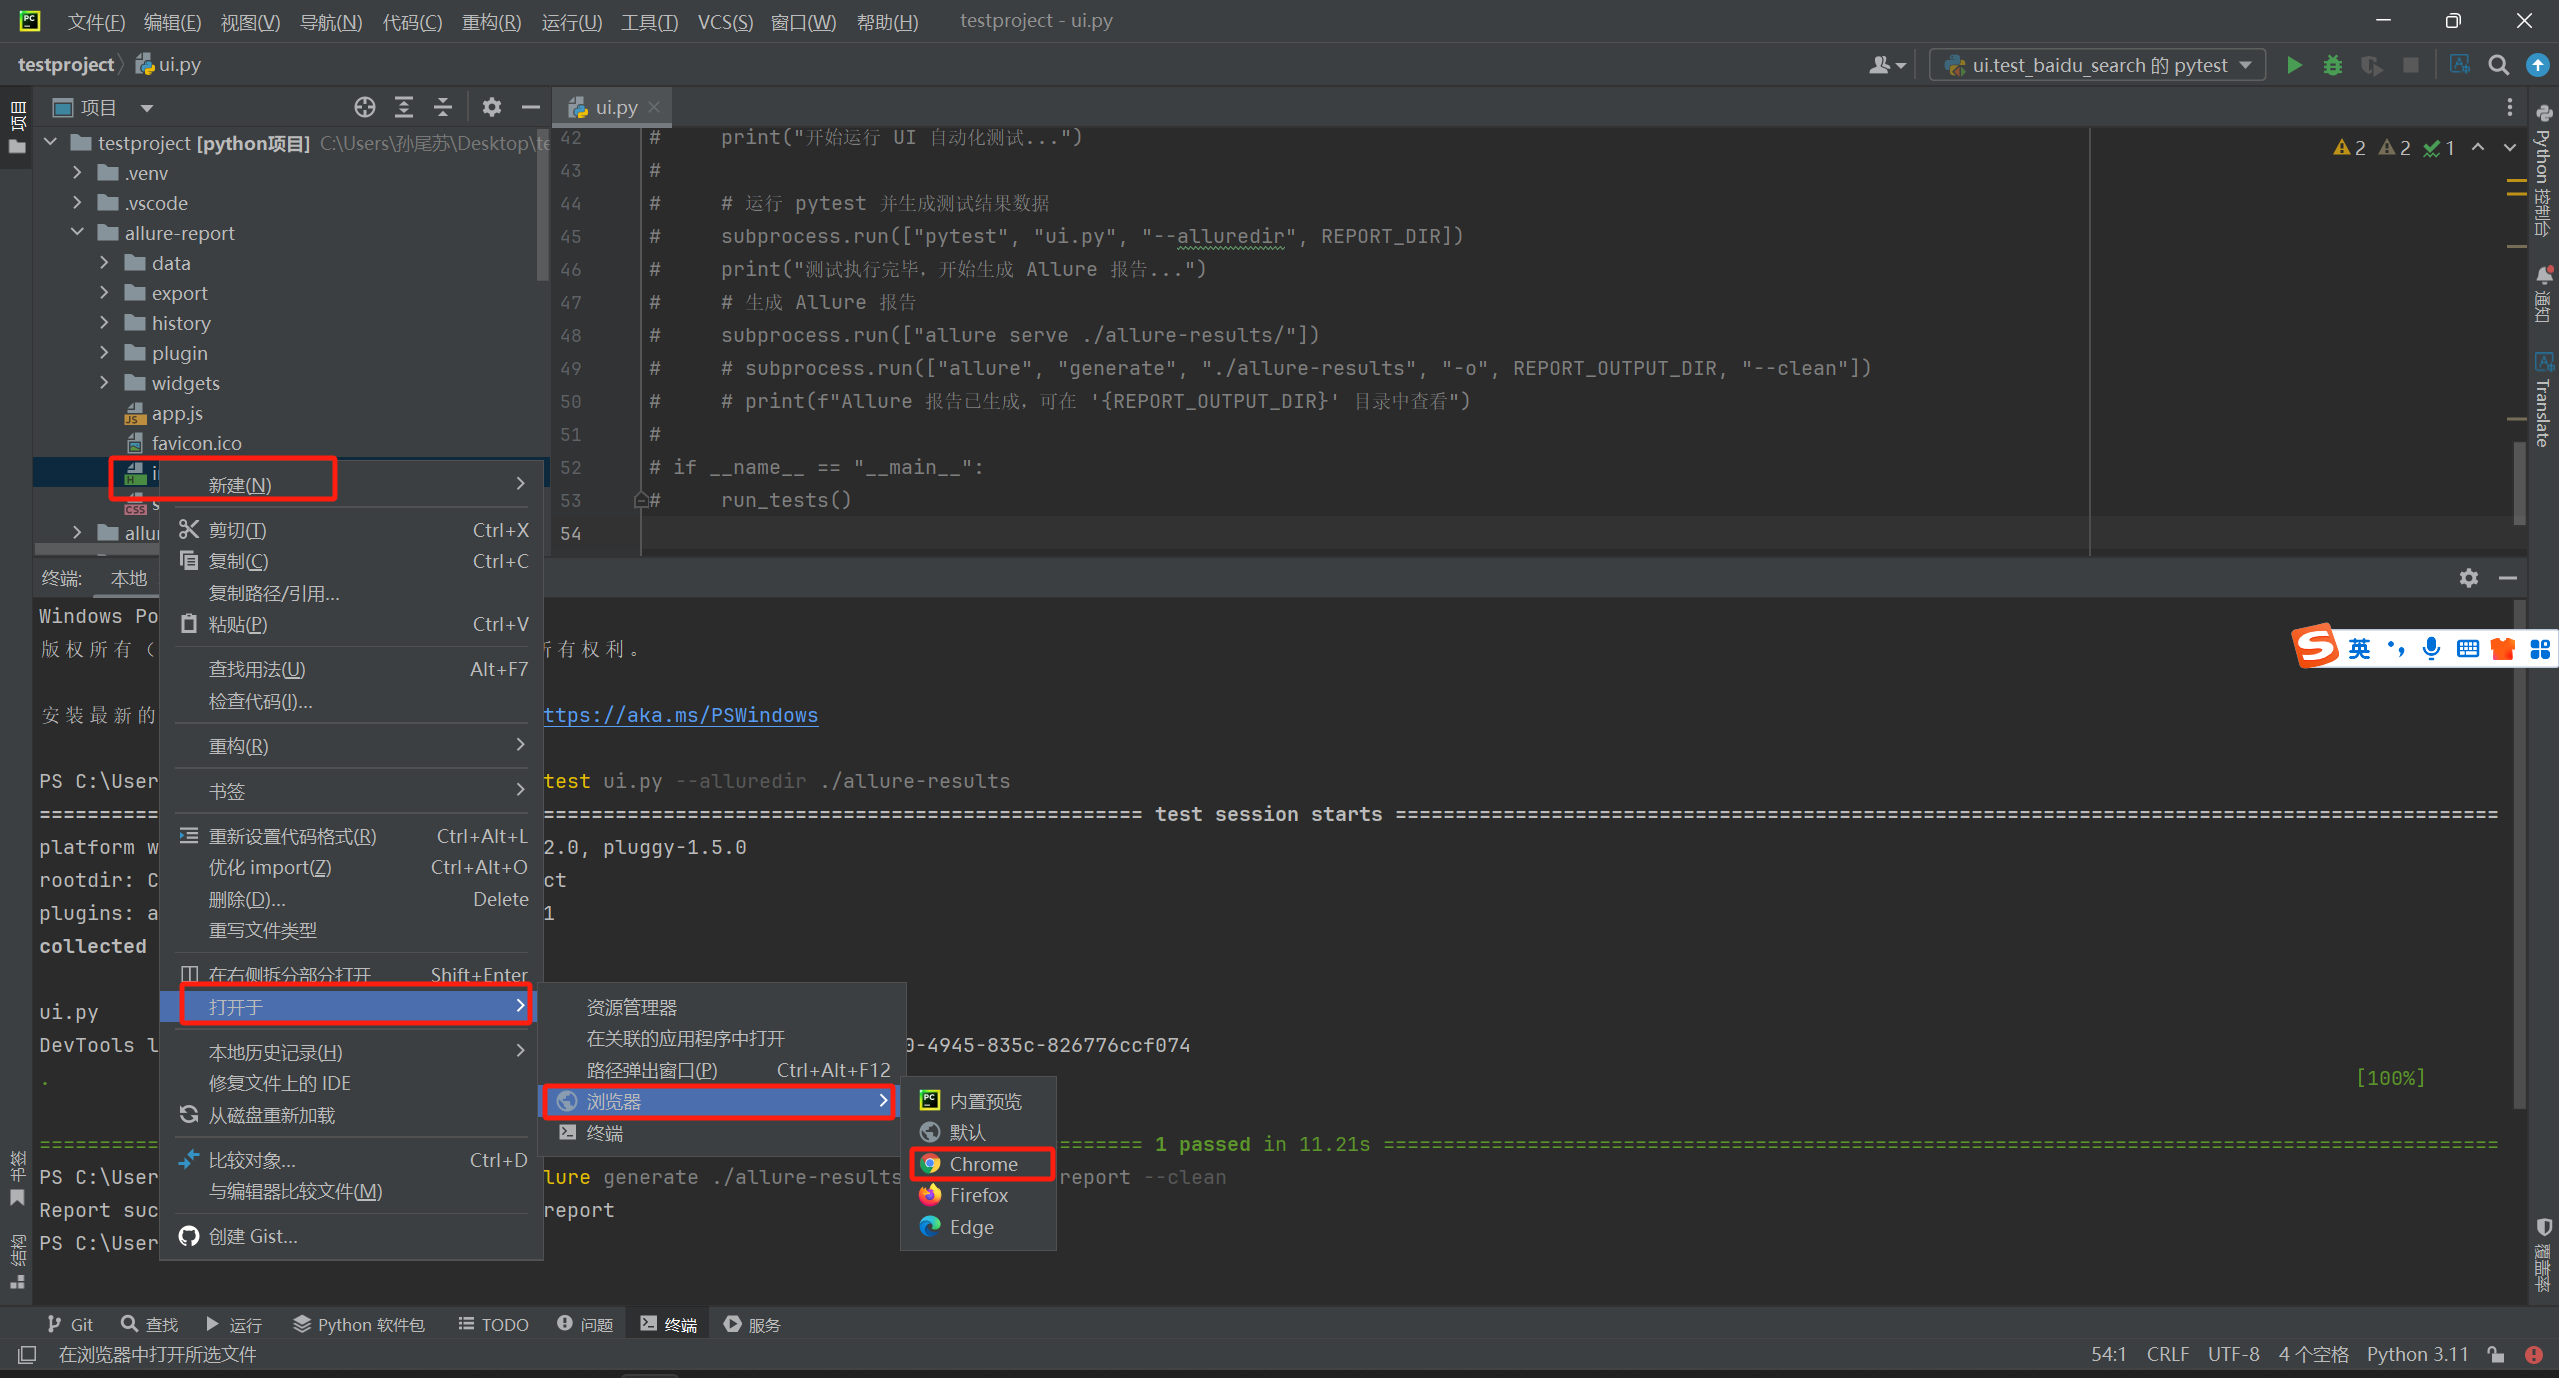 文件(F) 编辑(E) 视图(V) 导航(N) 代码(C) 重构(R) 运行(U) 工具(T) VCS(S) 窗口(W) 帮助(H) testproject - ui.py
testproject ui.py
ui.test_baidu_search 的 pytest
项目
项目
ui.py
testproject [python项目] C:\Users\孙尾苏\Desktop\te
.venv
.vscode
allure-report
data
export
history
plugin
widgets
app.js
favicon.ico
42 # print("开始运行 UI 自动化测试...")
43 #
44 # # 运行 pytest 并生成测试结果数据
45 # subprocess.run(["pytest", "ui.py", "--alluredir", REPORT_DIR])
46 # print("测试执行完毕，开始生成 Allure 报告...")
47 # # 生成 Allure 报告
48 # subprocess.run(["allure serve ./allure-results/"])
49 # # subprocess.run(["allure", "generate", "./allure-results", "-o", REPORT_OUTPUT_DIR, "--clean"])
50 # # print(f"Allure 报告已生成，可在 '{REPORT_OUTPUT_DIR}' 目录中查看")
51 #
52 # if __name__ == "__main__":
53 # run_tests()
54
2 2 1
Python 控制台
通知
Translate
覆盖率
新建(N)
剪切(T) Ctrl+X
复制(C) Ctrl+C
复制路径/引用...
粘贴(P) Ctrl+V
查找用法(U) Alt+F7
检查代码(I)...
重构(R)
书签
重新设置代码格式(R) Ctrl+Alt+L
优化 import(Z) Ctrl+Alt+O
删除(D)... Delete
重写文件类型
在右侧拆分部分打开 Shift+Enter
打开于
本地历史记录(H)
修复文件上的 IDE
从磁盘重新加载
比较对象... Ctrl+D
与编辑器比较文件(M)
创建 Gist...
资源管理器
在关联的应用程序中打开
路径弹出窗口(P) Ctrl+Alt+F12
浏览器
终端
内置预览
默认
Chrome
Firefox
Edge
终端: 本地
Windows Po
版权所有（ 所有权利。
安装最新的 ttps://aka.ms/PSWindows
英
PS C:\User test ui.py --alluredir ./allure-results
test session starts
platform w 2.0, pluggy-1.5.0
rootdir: C ct
plugins: a 1
collected
ui.py
DevTools l 0-4945-835c-826776ccf074
. [100%]
1 passed in 11.21s
PS C:\User lure generate ./allure-results report --clean
Report suc report
PS C:\User
书签
结构
Git 查找 运行 Python 软件包 TODO 问题 终端 服务
在浏览器中打开所选文件 54:1 CRLF UTF-8 4 个空格 Python 3.11